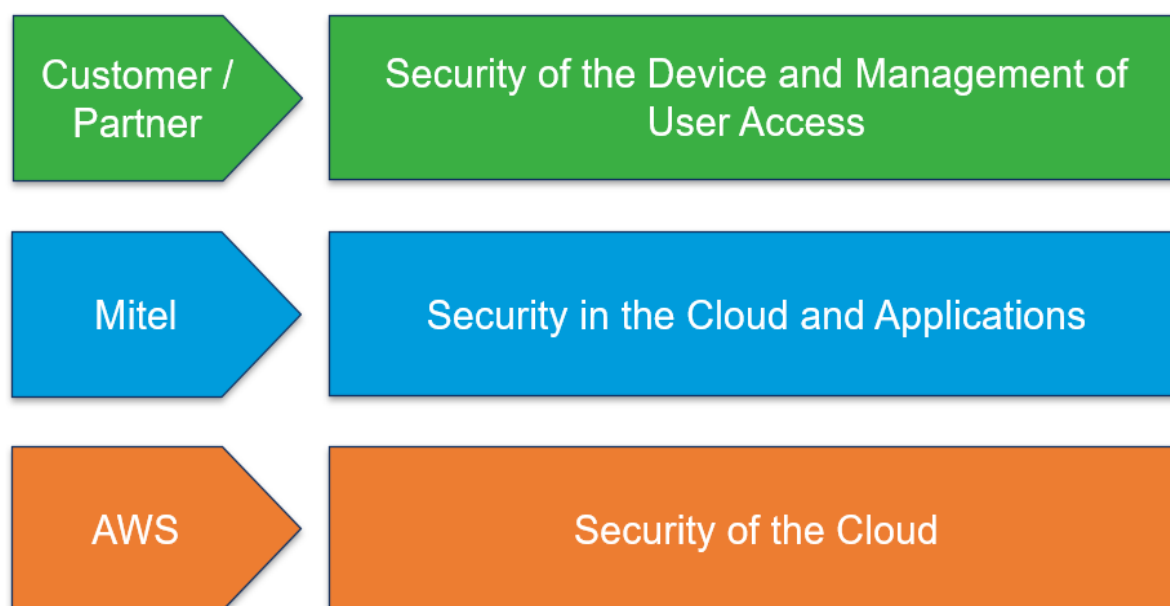 Customer /
Partner
Security of the Device and Management of
User Access
Mitel
Security in the Cloud and Applications
AWS
Security of the Cloud